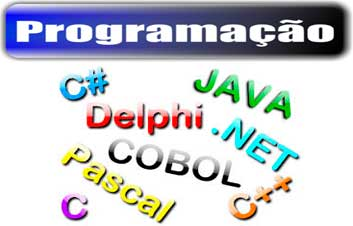 Programação
C#
JAVA
Delphi
.NET
COBOL
Pascal
C++
C